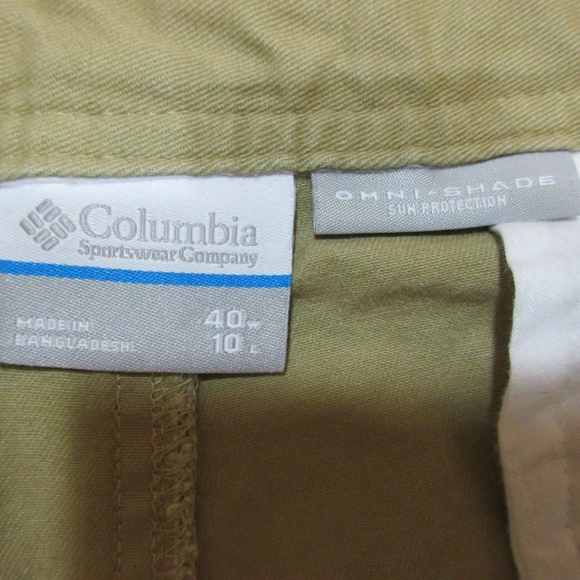 Columbia
Sportswear Company
MADE IN
BANGLADESH
40 W
10 L
OMNI-SHADE
SUN PROTECTION